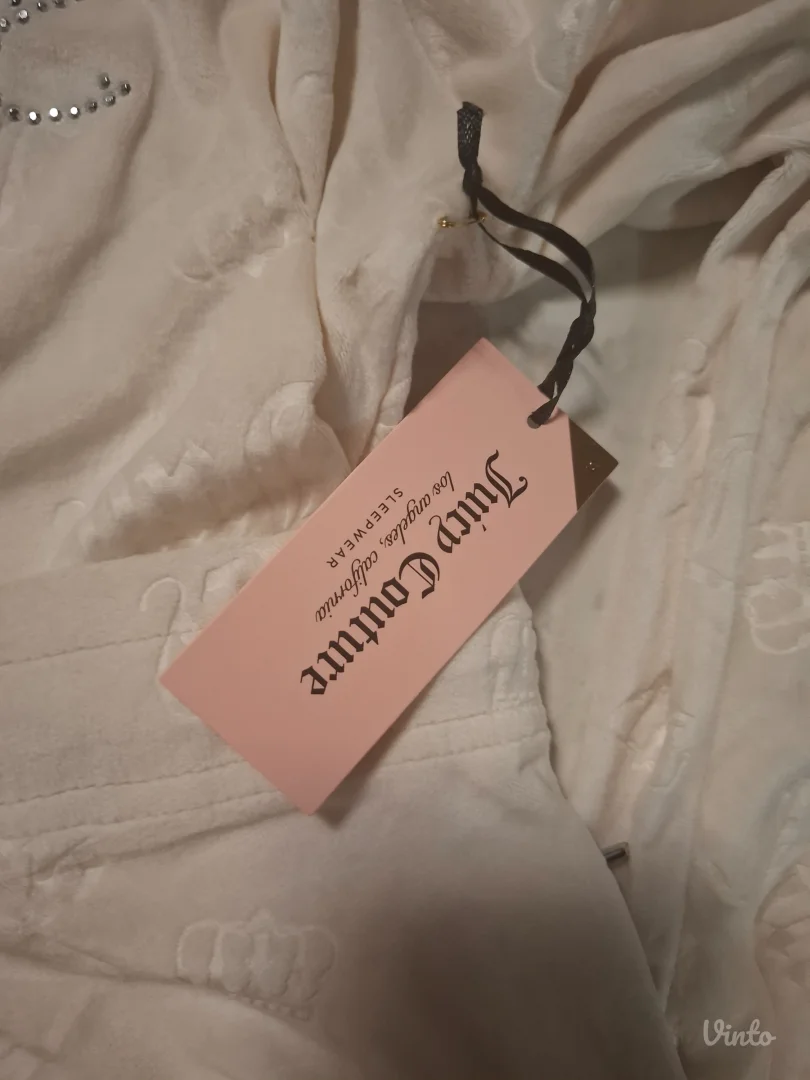 Juicy Couture
los angeles, california
SLEEPWEAR
Vinto